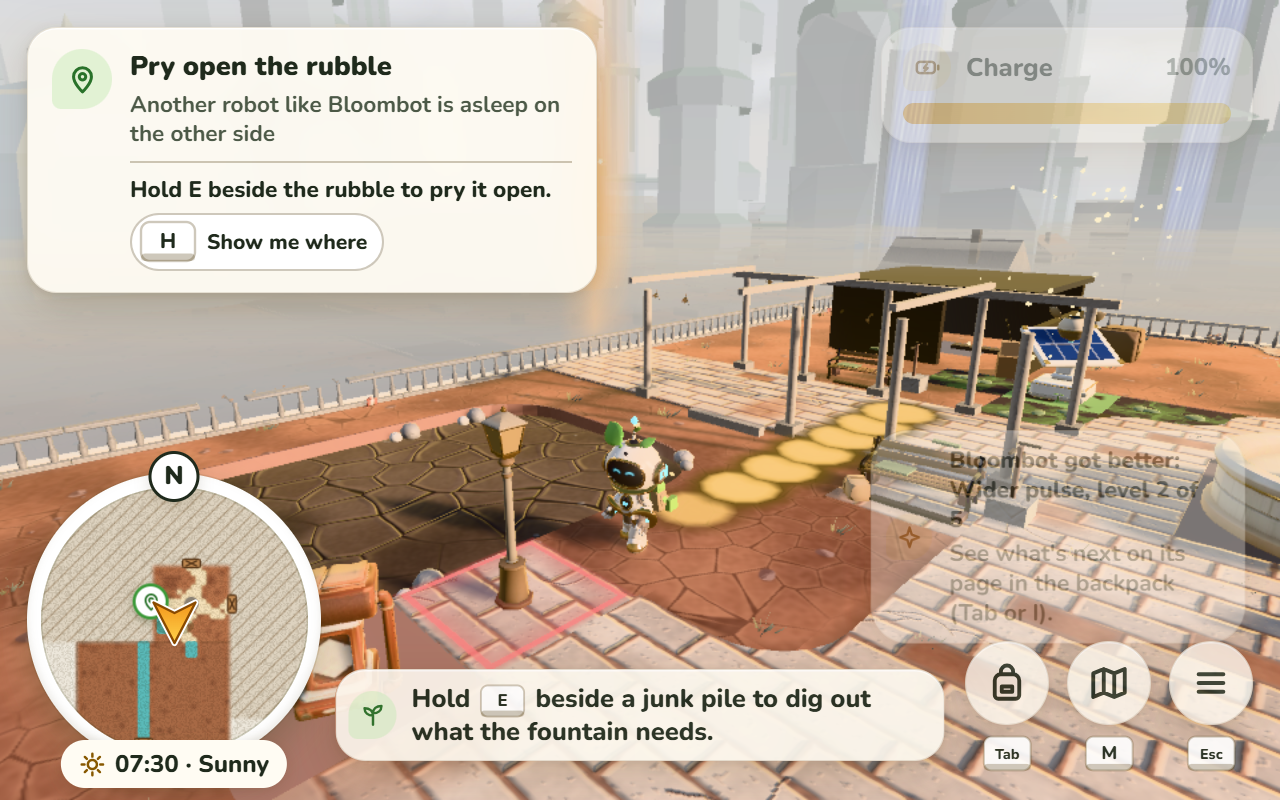 Pry open the rubble
Another robot like Bloombot is asleep on
the other side
Hold E beside the rubble to pry it open.
H Show me where
Charge 100%
Bloombot got better:
Wider pulse, level 2 of
5
See what's next on its
page in the backpack
(Tab or I).
N
07:30 · Sunny
Hold E beside a junk pile to dig out
what the fountain needs.
Tab M Esc